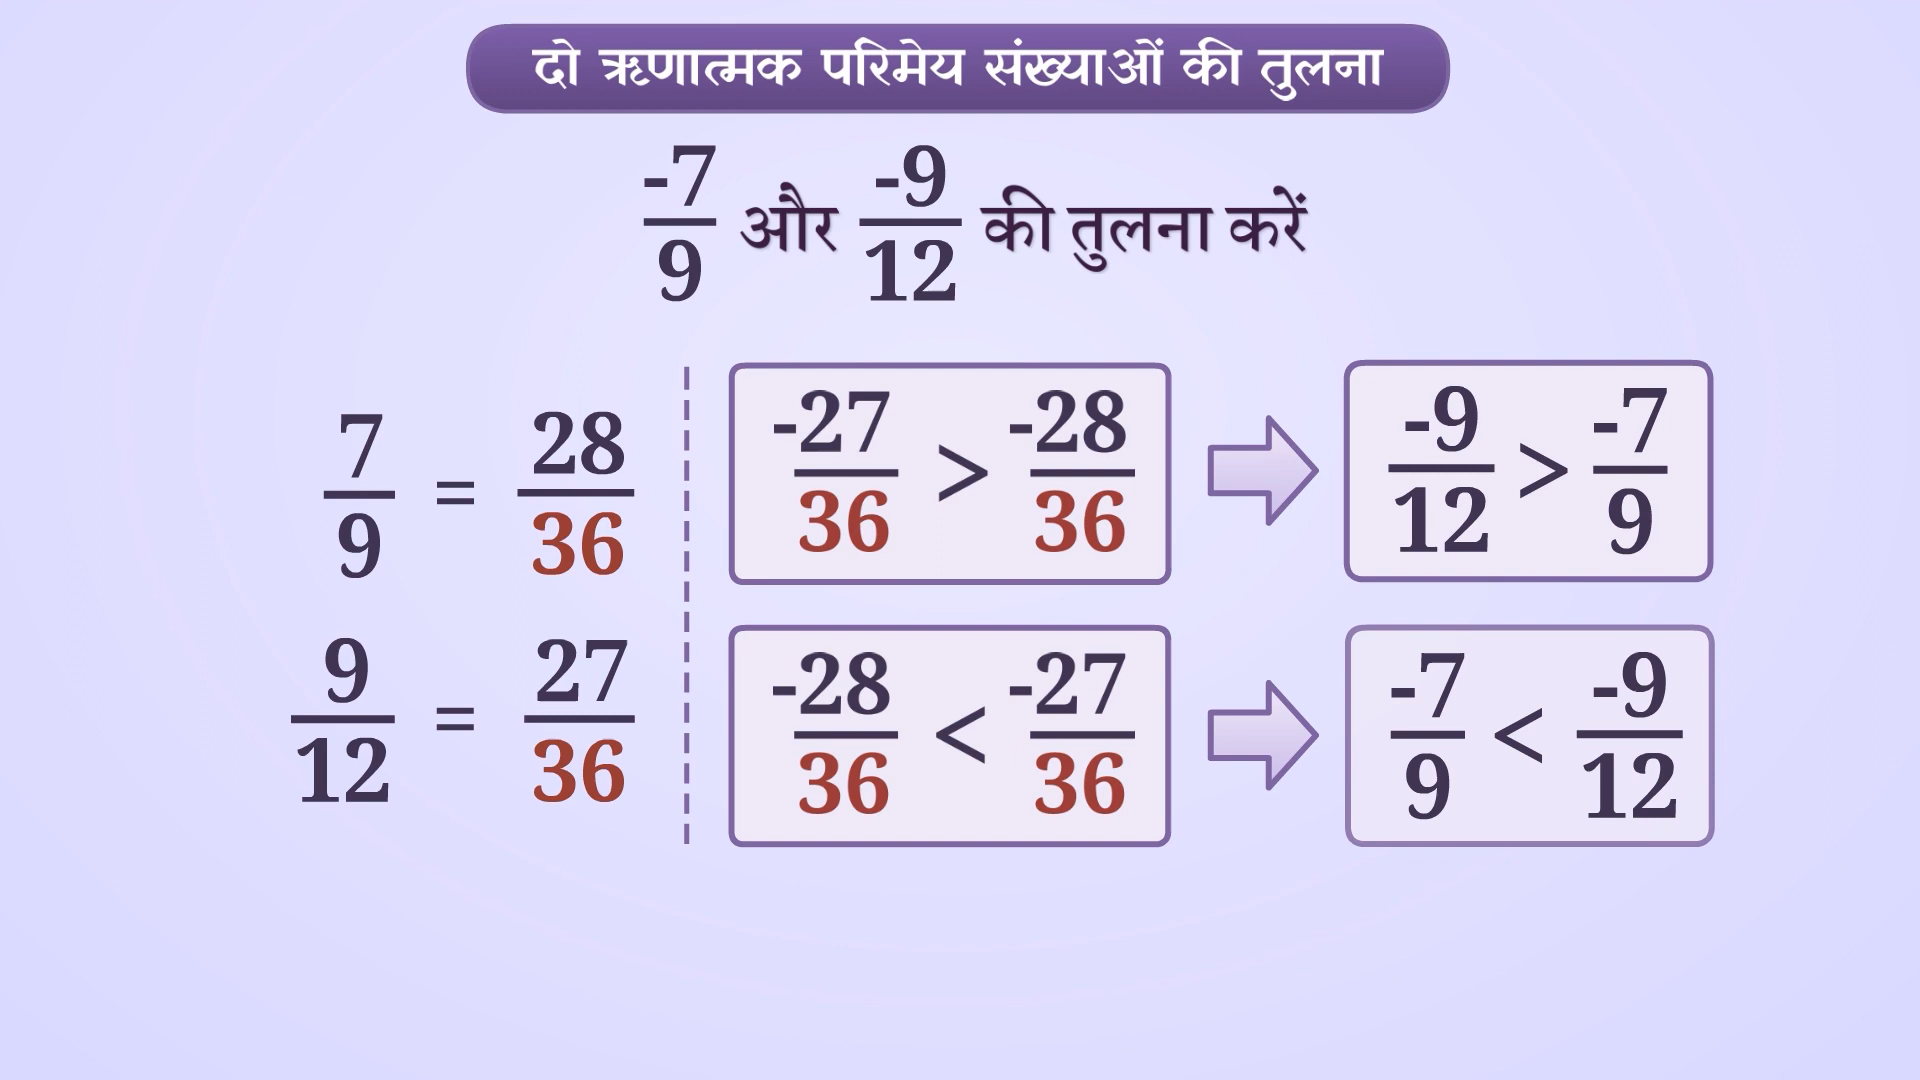 दो ऋणात्मक परिमेय संख्याओं की तुलना
-7/9 और -9/12 की तुलना करें
7/9 = 28/36
9/12 = 27/36
-27/36 > -28/36
-9/12 > -7/9
-28/36 < -27/36
-7/9 < -9/12